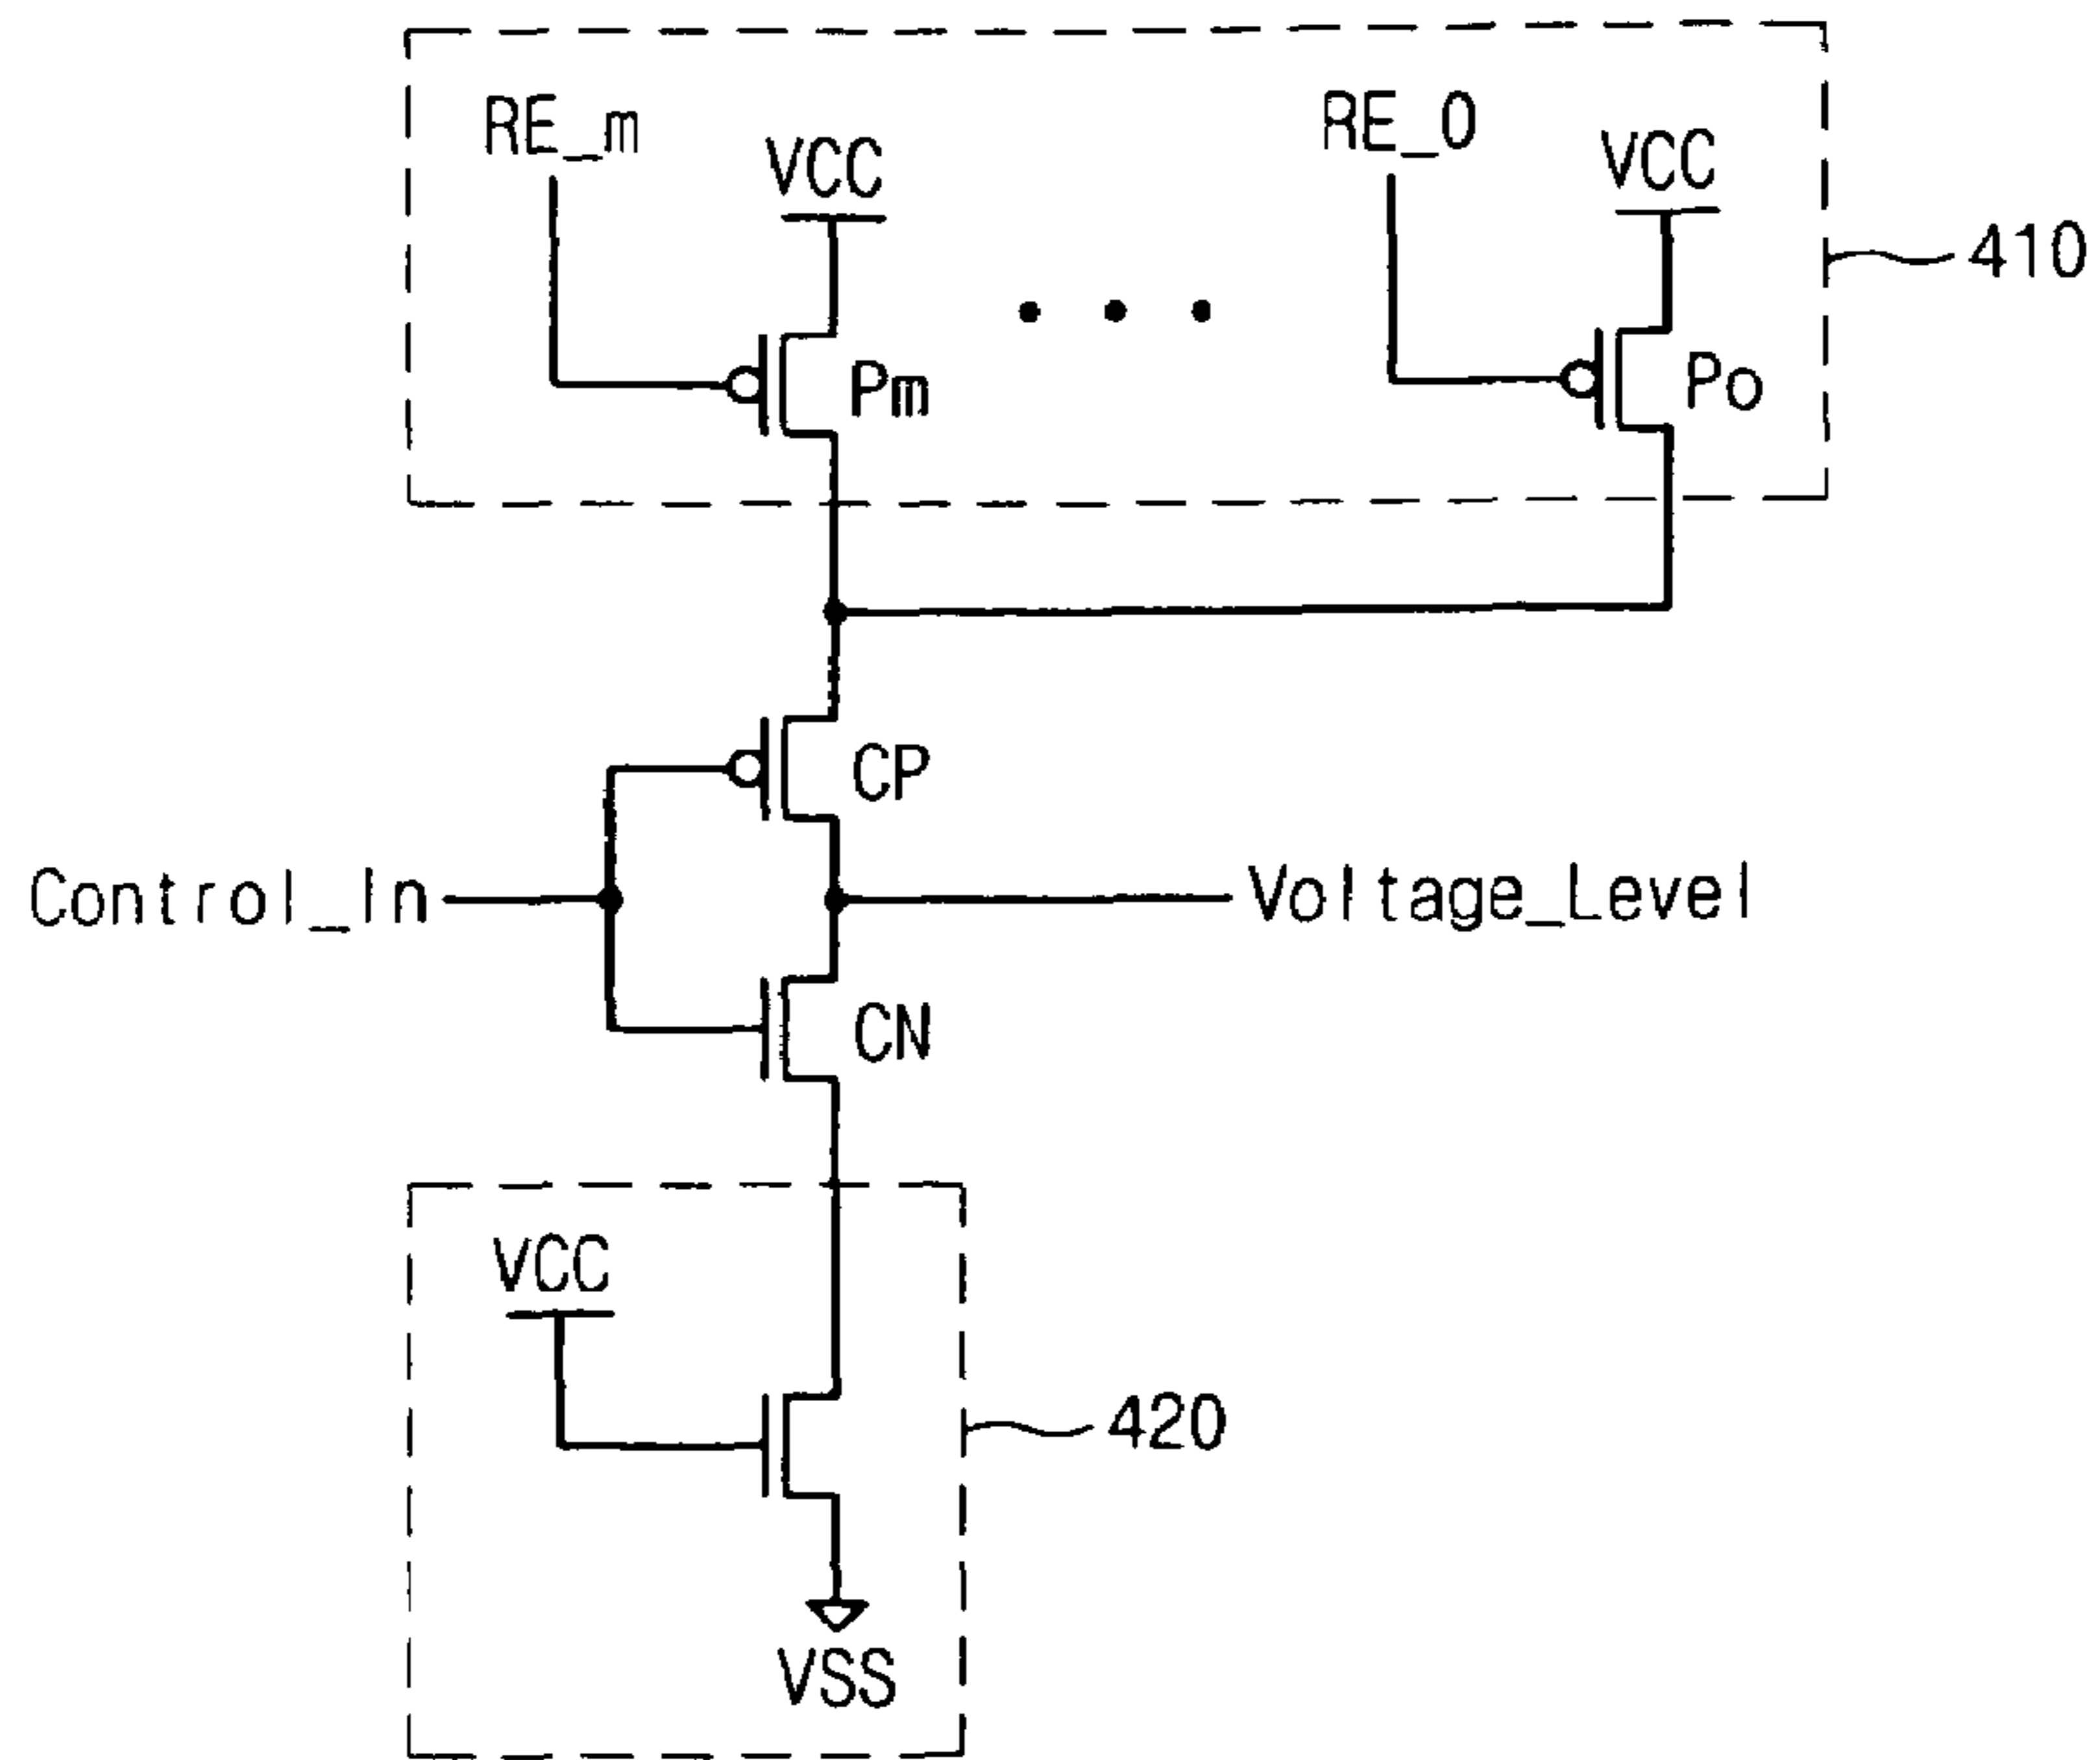 RE_m
VCC
RE_0
VCC
410
Pm
Po
CP
Control_In
Voltage_Level
CN
VCC
420
VSS